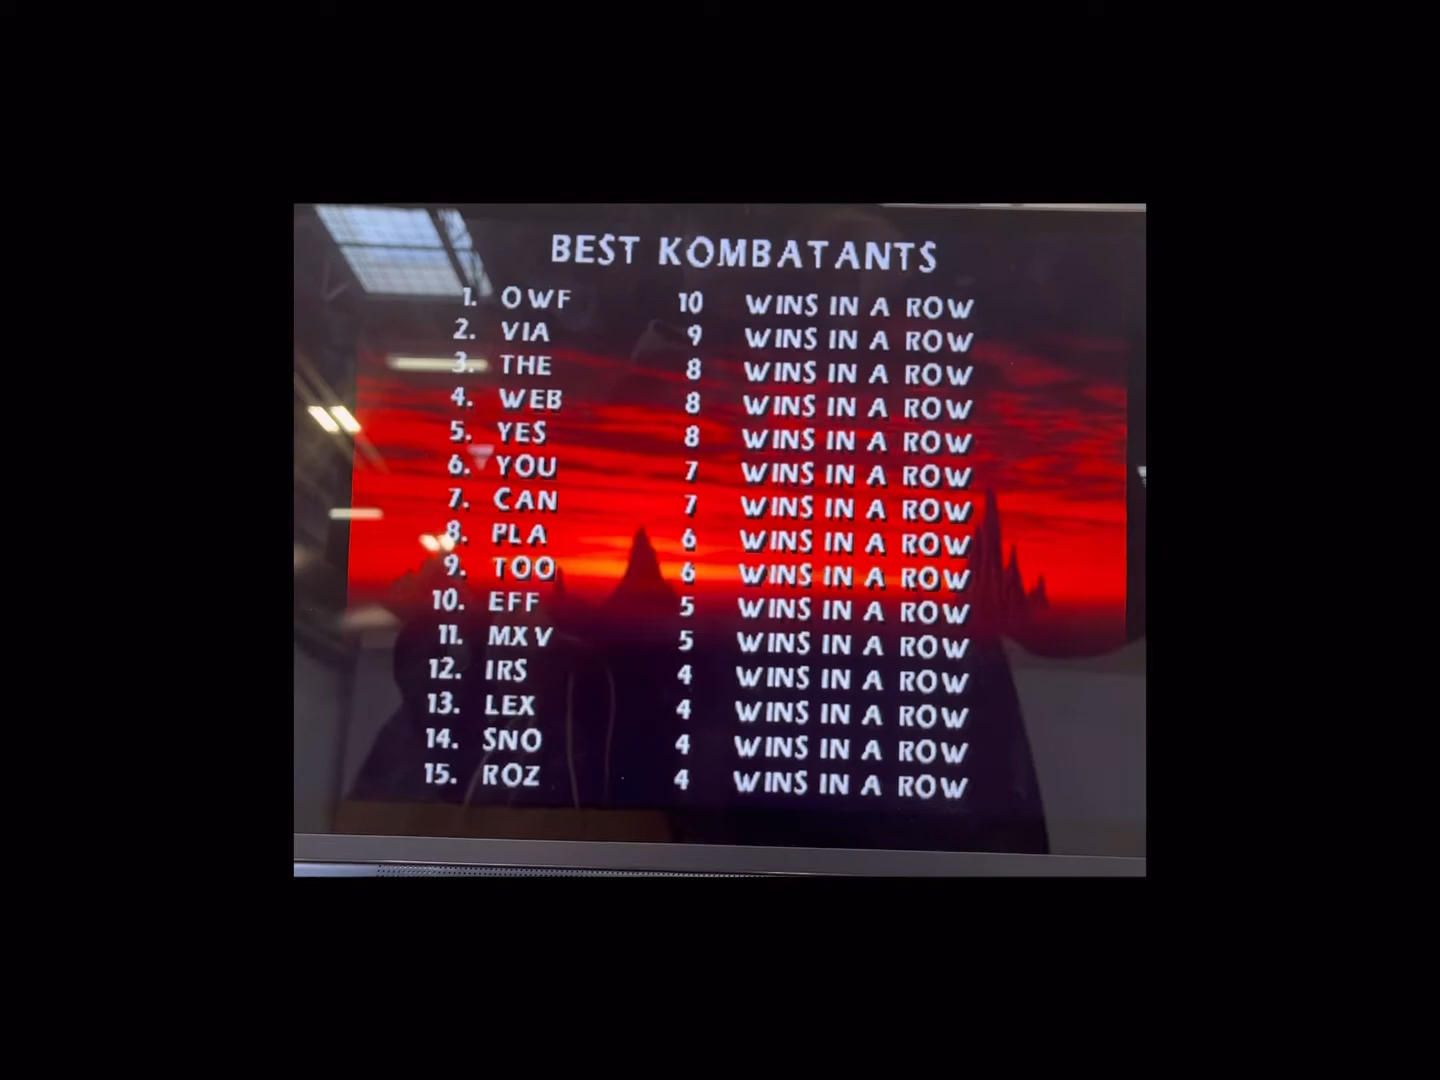 BEST KOMBATANTS
1. OWF 10 WINS IN A ROW
2. VIA 9 WINS IN A ROW
3. THE 8 WINS IN A ROW
4. WEB 8 WINS IN A ROW
5. YES 8 WINS IN A ROW
6. YOU 7 WINS IN A ROW
7. CAN 7 WINS IN A ROW
8. PLA 6 WINS IN A ROW
9. TOO 6 WINS IN A ROW
10. EFF 5 WINS IN A ROW
11. MXV 5 WINS IN A ROW
12. IRS 4 WINS IN A ROW
13. LEX 4 WINS IN A ROW
14. SNO 4 WINS IN A ROW
15. ROZ 4 WINS IN A ROW